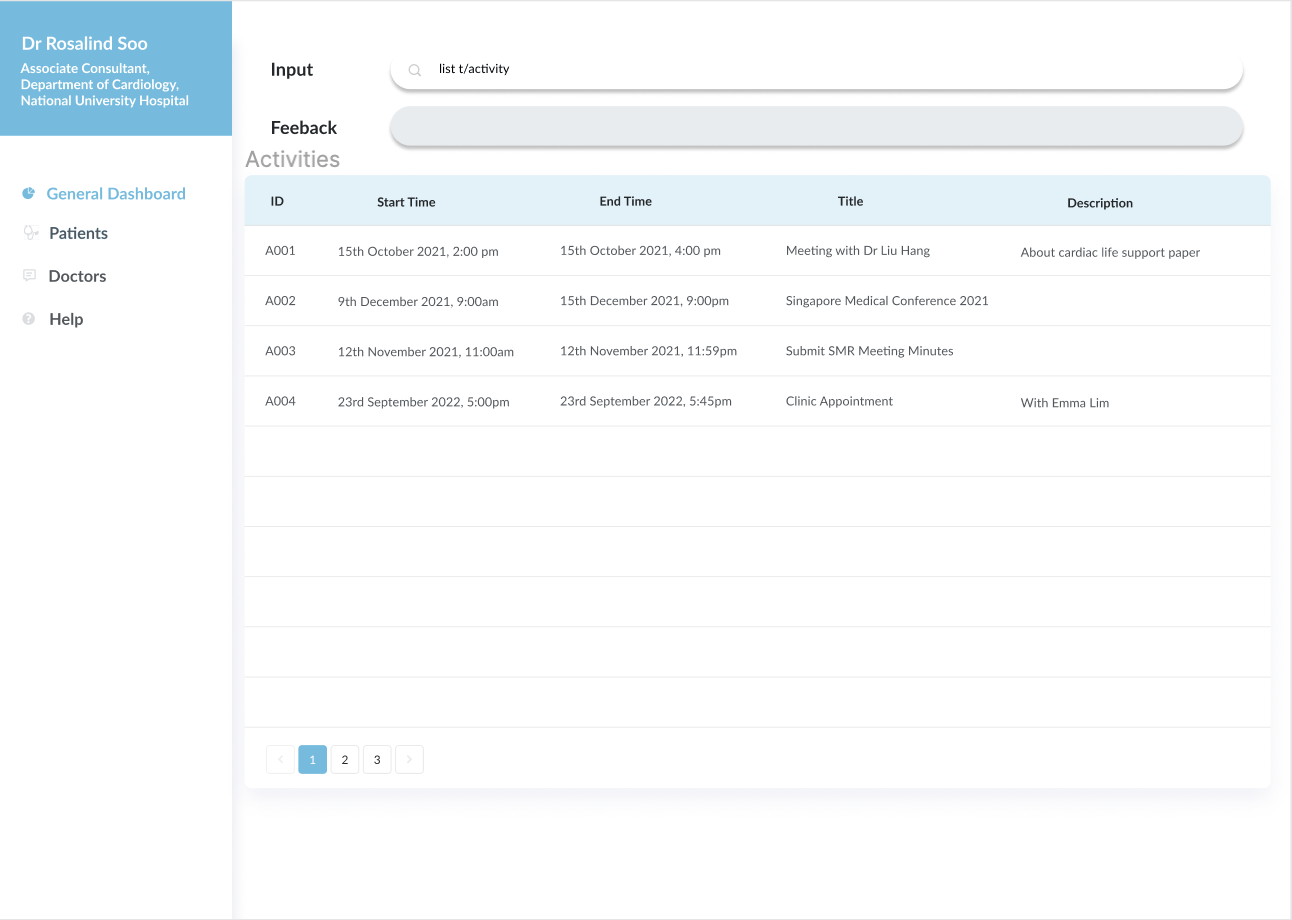 Dr Rosalind Soo
Associate Consultant,
Department of Cardiology,
National University Hospital
General Dashboard
Patients
Doctors
Help
Input
list t/activity
Feeback
Activities
ID Start Time End Time Title Description
A001 15th October 2021, 2:00 pm 15th October 2021, 4:00 pm Meeting with Dr Liu Hang About cardiac life support paper
A002 9th December 2021, 9:00am 15th December 2021, 9:00pm Singapore Medical Conference 2021
A003 12th November 2021, 11:00am 12th November 2021, 11:59pm Submit SMR Meeting Minutes
A004 23rd September 2022, 5:00pm 23rd September 2022, 5:45pm Clinic Appointment With Emma Lim
< 1 2 3 >